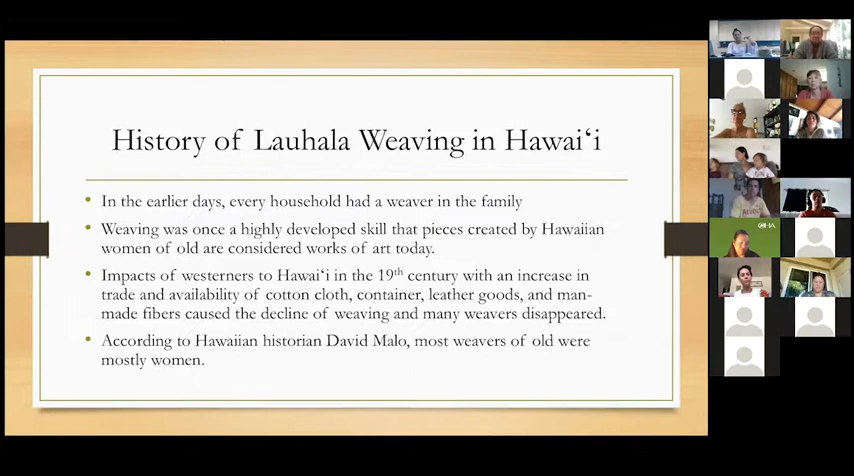 History of Lauhala Weaving in Hawaiʻi
• In the earlier days, every household had a weaver in the family
• Weaving was once a highly developed skill that pieces created by Hawaiian
women of old are considered works of art today.
• Impacts of westerners to Hawaiʻi in the 19th century with an increase in
trade and availability of cotton cloth, container, leather goods, and man-
made fibers caused the decline of weaving and many weavers disappeared.
• According to Hawaiian historian David Malo, most weavers of old were
mostly women.
OHA